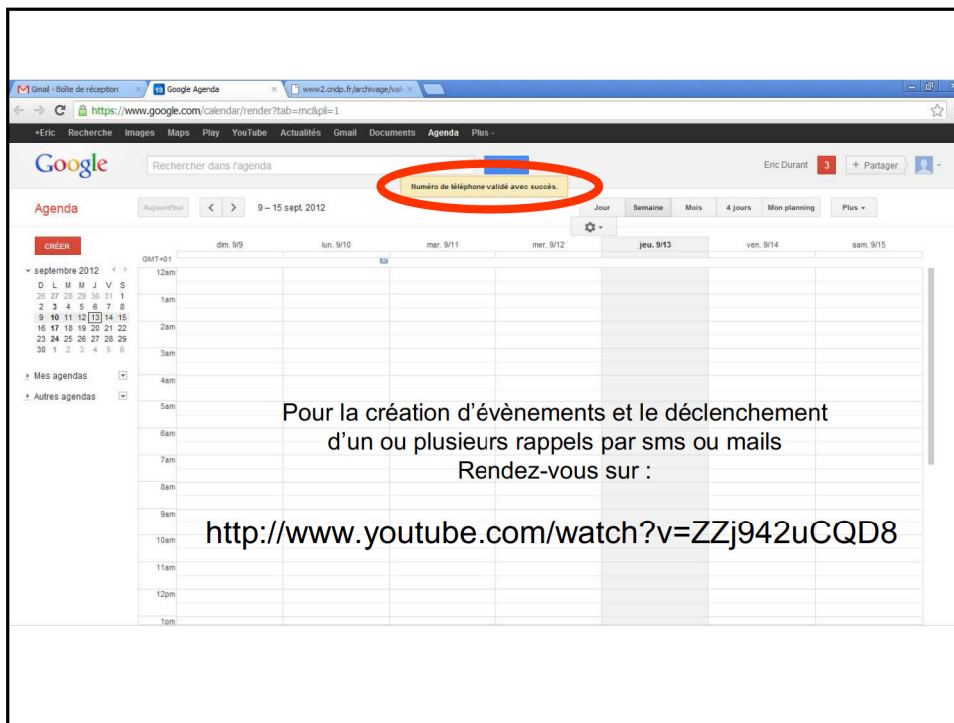 Gmail - Boîte de réception
Google Agenda
www2.cndp.fr/archivage/vali
https://www.google.com/calendar/render?tab=mc&pli=1
+Eric Recherche Images Maps Play YouTube Actualités Gmail Documents Agenda Plus
Google
Rechercher dans l'agenda
Eric Durant 3 + Partager
Numéro de téléphone validé avec succès.
Agenda
Aujourd'hui
9 – 15 sept. 2012
Jour Semaine Mois 4 jours Mon planning Plus
CRÉER
dim. 9/9 lun. 9/10 mar. 9/11 mer. 9/12 jeu. 9/13 ven. 9/14 sam. 9/15
GMT+01
septembre 2012
D L M M J V S
26 27 28 29 30 31 1
2 3 4 5 6 7 8
9 10 11 12 13 14 15
16 17 18 19 20 21 22
23 24 25 26 27 28 29
30 1 2 3 4 5 6
Mes agendas
Autres agendas
12am
1am
2am
3am
4am
5am
6am
7am
8am
9am
10am
11am
12pm
1pm
Pour la création d'évènements et le déclenchement
d'un ou plusieurs rappels par sms ou mails
Rendez-vous sur :
http://www.youtube.com/watch?v=ZZj942uCQD8